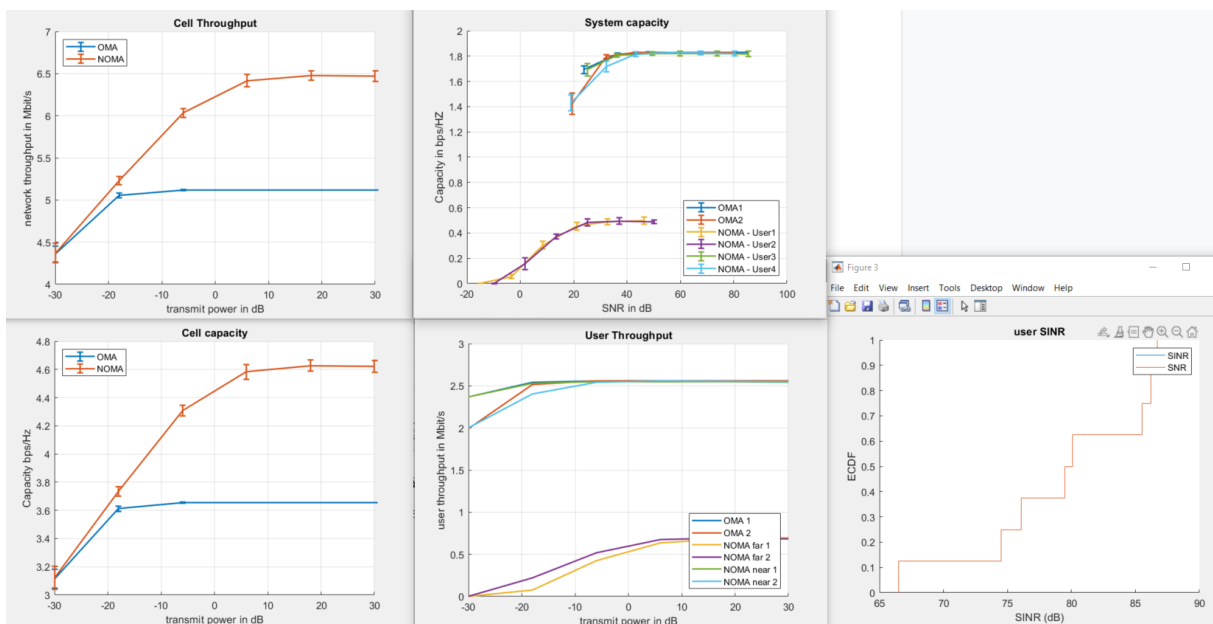 Cell Throughput
OMA
NOMA
network throughput in Mbit/s
7
6.5
6
5.5
5
4.5
4
-30 -20 -10 0 10 20 30
transmit power in dB
System capacity
Capacity in bps/HZ
2
1.8
1.6
1.4
1.2
1
0.8
0.6
0.4
0.2
0
OMA1
OMA2
NOMA - User1
NOMA - User2
NOMA - User3
NOMA - User4
-20 0 20 40 60 80 100
SNR in dB
Cell capacity
OMA
NOMA
Capacity bps/Hz
4.8
4.6
4.4
4.2
4
3.8
3.6
3.4
3.2
3
-30 -20 -10 0 10 20 30
transmit power in dB
User Throughput
user throughput in Mbit/s
3
2.5
2
1.5
1
0.5
0
OMA 1
OMA 2
NOMA far 1
NOMA far 2
NOMA near 1
NOMA near 2
-30 -20 -10 0 10 20 30
transmit power in dB
Figure 3
File Edit View Insert Tools Desktop Window Help
user SINR
SINR
SNR
ECDF
1
0.9
0.8
0.7
0.6
0.5
0.4
0.3
0.2
0.1
0
65 70 75 80 85 90
SINR (dB)